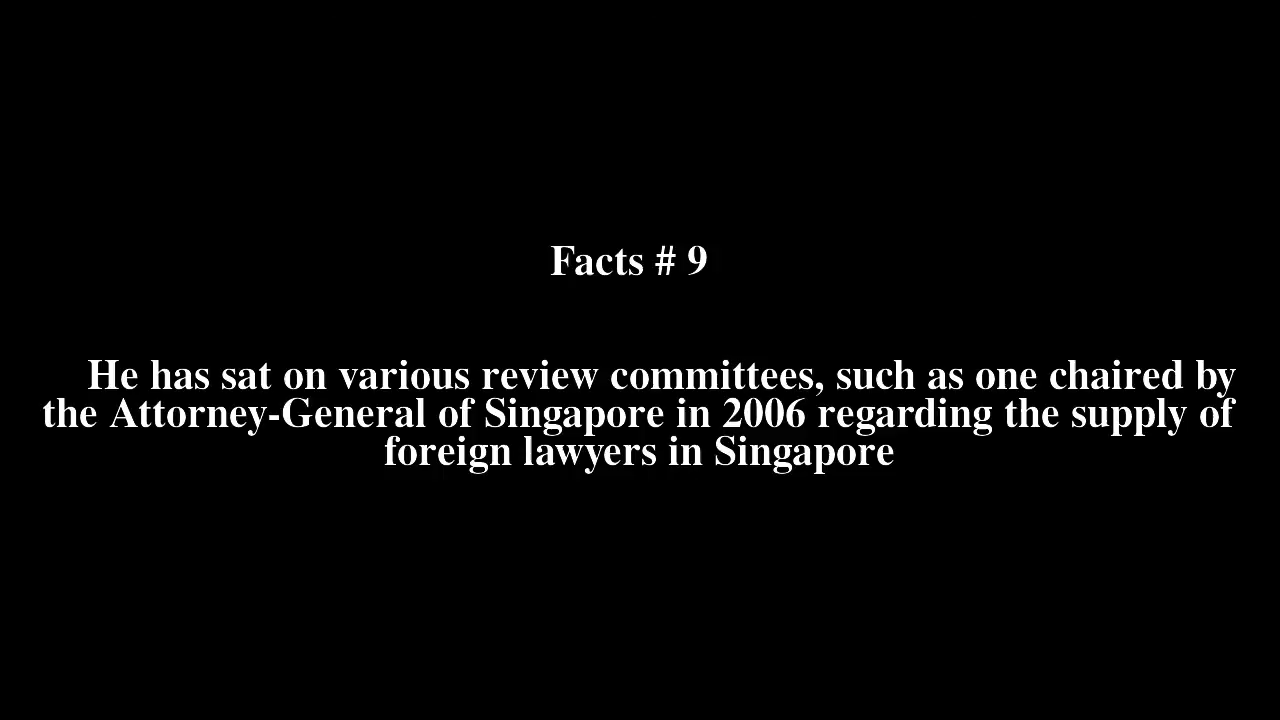 Facts # 9
He has sat on various review committees, such as one chaired by
the Attorney-General of Singapore in 2006 regarding the supply of
foreign lawyers in Singapore